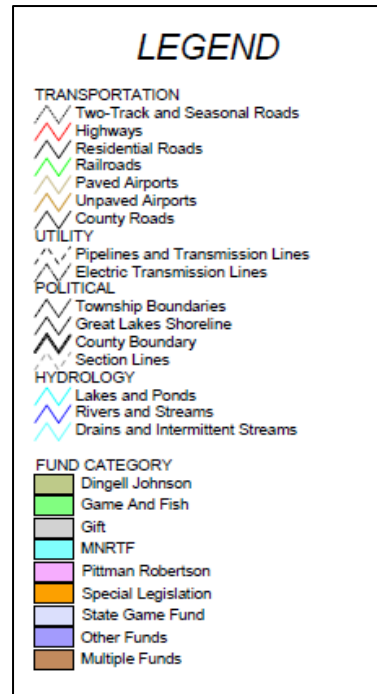 LEGEND
TRANSPORTATION
Two-Track and Seasonal Roads
Highways
Residential Roads
Railroads
Paved Airports
Unpaved Airports
County Roads
UTILITY
Pipelines and Transmission Lines
Electric Transmission Lines
POLITICAL
Township Boundaries
Great Lakes Shoreline
County Boundary
Section Lines
HYDROLOGY
Lakes and Ponds
Rivers and Streams
Drains and Intermittent Streams
FUND CATEGORY
Dingell Johnson
Game And Fish
Gift
MNRTF
Pittman Robertson
Special Legislation
State Game Fund
Other Funds
Multiple Funds